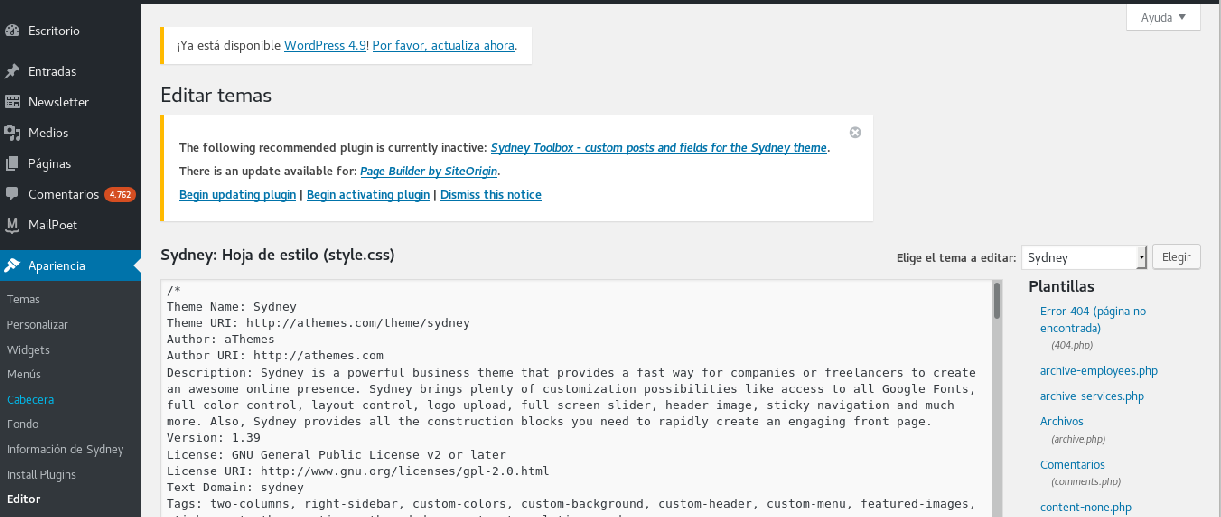 Ayuda
Escritorio
Entradas
Newsletter
Medios
Páginas
Comentarios 4.762
MailPoet
Apariencia
Temas
Personalizar
Widgets
Menús
Cabecera
Fondo
Información de Sydney
Install Plugins
Editor
¡Ya está disponible WordPress 4.9! Por favor, actualiza ahora.
Editar temas
The following recommended plugin is currently inactive: Sydney Toolbox - custom posts and fields for the Sydney theme.
There is an update available for: Page Builder by SiteOrigin.
Begin updating plugin | Begin activating plugin | Dismiss this notice
Sydney: Hoja de estilo (style.css)
Elige el tema a editar: Sydney Elegir
/*
Theme Name: Sydney
Theme URI: http://athemes.com/theme/sydney
Author: aThemes
Author URI: http://athemes.com
Description: Sydney is a powerful business theme that provides a fast way for companies or freelancers to create
an awesome online presence. Sydney brings plenty of customization possibilities like access to all Google Fonts,
full color control, layout control, logo upload, full screen slider, header image, sticky navigation and much
more. Also, Sydney provides all the construction blocks you need to rapidly create an engaging front page.
Version: 1.39
License: GNU General Public License v2 or later
License URI: http://www.gnu.org/licenses/gpl-2.0.html
Text Domain: sydney
Tags: two-columns, right-sidebar, custom-colors, custom-background, custom-header, custom-menu, featured-images,
Plantillas
Error 404 (página no
encontrada)
(404.php)
archive-employees.php
archive-services.php
Archivos
(archive.php)
Comentarios
(comments.php)
content-none.php